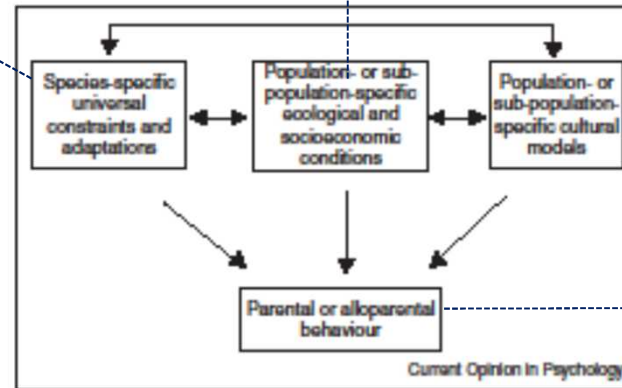 Species-specific
universal
constraints and
adaptations
Population- or sub-
population-specific
ecological and
socioeconomic
conditions
Population- or
sub-population-
specific cultural
models
Parental or alloparental
behaviour
Current Opinion in Psychology